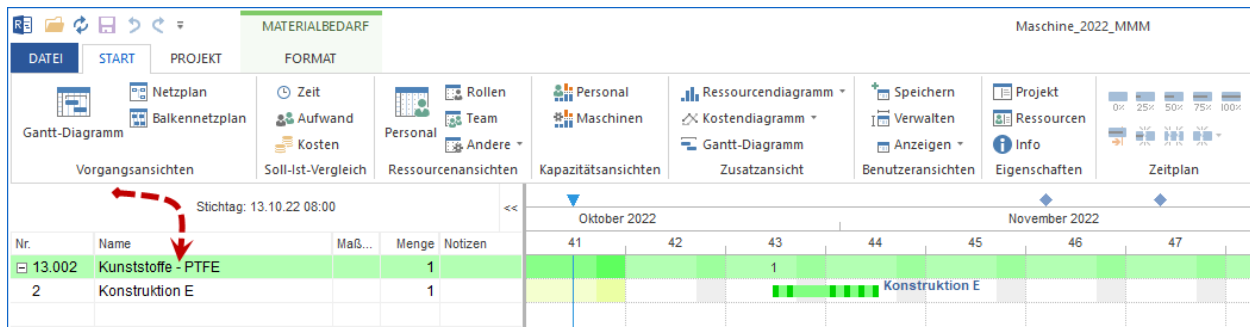 MATERIALBEDARF
Maschine_2022_MMM
DATEI START PROJEKT FORMAT
Gantt-Diagramm
Netzplan
Balkennetzplan
Vorgangsansichten
Zeit
Aufwand
Kosten
Soll-Ist-Vergleich
Personal
Rollen
Team
Andere
Ressourcenansichten
Personal
Maschinen
Kapazitätsansichten
Ressourcendiagramm
Kostendiagramm
Gantt-Diagramm
Zusatzansicht
Speichern
Verwalten
Anzeigen
Benutzeransichten
Projekt
Ressourcen
Info
Eigenschaften
0% 25% 50% 75% 100%
Zeitplan
Stichtag: 13.10.22 08:00 <<
Oktober 2022 November 2022
Nr. Name Maß... Menge Notizen 41 42 43 44 45 46 47
13.002 Kunststoffe - PTFE 1 1
2 Konstruktion E 1 Konstruktion E